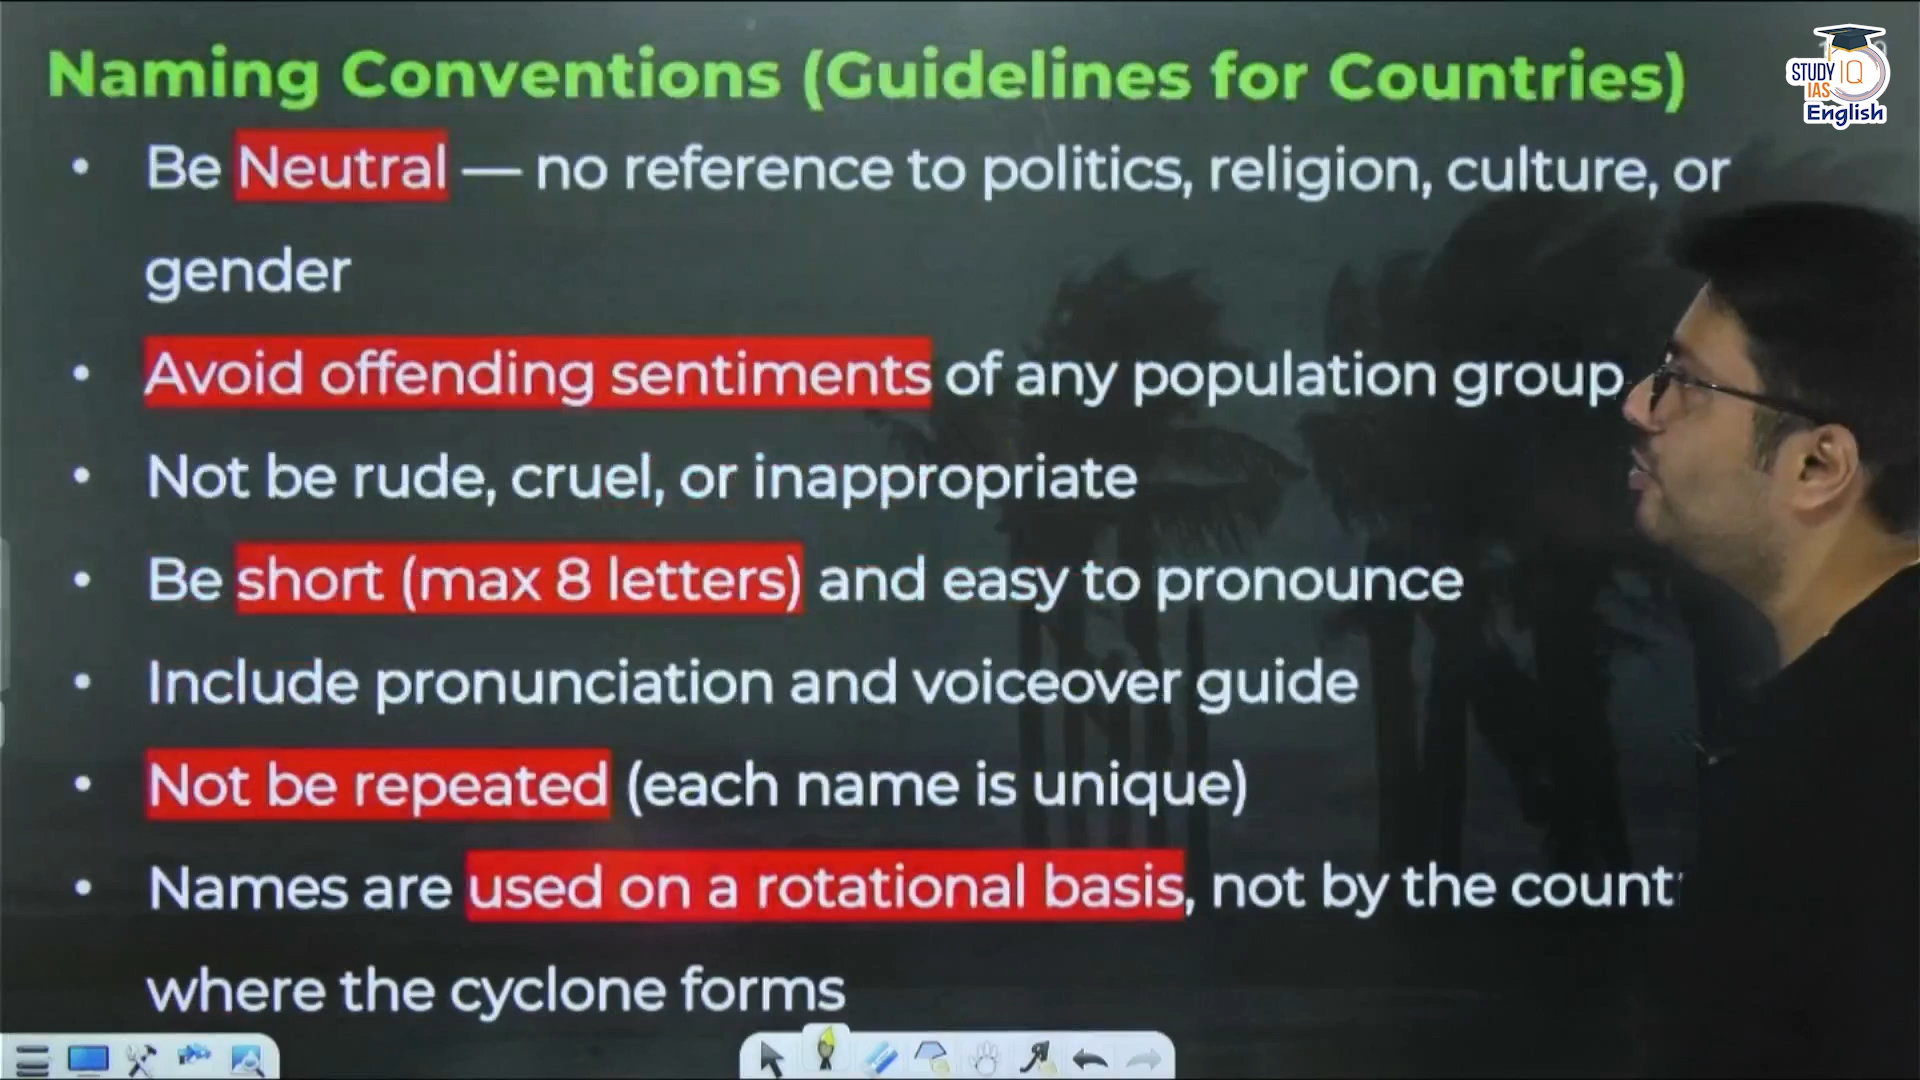 Naming Conventions (Guidelines for Countries)
STUDY IQ
IAS
English
• Be Neutral — no reference to politics, religion, culture, or
gender
• Avoid offending sentiments of any population group
• Not be rude, cruel, or inappropriate
• Be short (max 8 letters) and easy to pronounce
• Include pronunciation and voiceover guide
• Not be repeated (each name is unique)
• Names are used on a rotational basis, not by the
where the cyclone forms